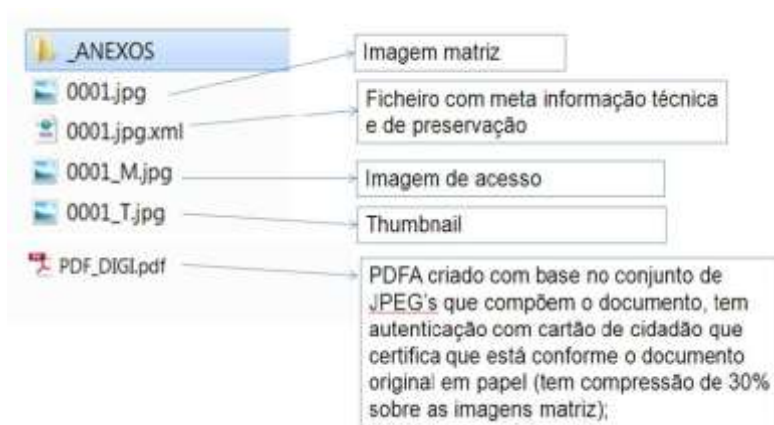 _ANEXOS
Imagem matriz
0001.jpg
Ficheiro com meta informação técnica
e de preservação
0001.jpg.xml
0001_M.jpg
Imagem de acesso
0001_T.jpg
Thumbnail
PDF_DIGI.pdf
PDFA criado com base no conjunto de
JPEG's que compõem o documento, tem
autenticação com cartão de cidadão que
certifica que está conforme o documento
original em papel (tem compressão de 30%
sobre as imagens matriz);